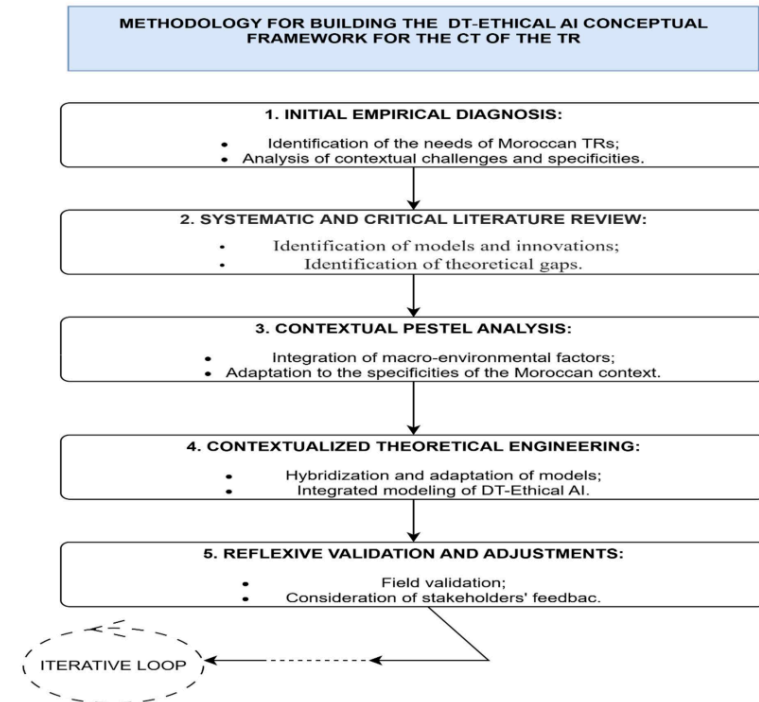 METHODOLOGY FOR BUILDING THE DT-ETHICAL AI CONCEPTUAL
FRAMEWORK FOR THE CT OF THE TR
1. INITIAL EMPIRICAL DIAGNOSIS:
• Identification of the needs of Moroccan TRs;
• Analysis of contextual challenges and specificities.
2. SYSTEMATIC AND CRITICAL LITERATURE REVIEW:
• Identification of models and innovations;
• Identification of theoretical gaps.
3. CONTEXTUAL PESTEL ANALYSIS:
• Integration of macro-environmental factors;
• Adaptation to the specificities of the Moroccan context.
4. CONTEXTUALIZED THEORETICAL ENGINEERING:
• Hybridization and adaptation of models;
• Integrated modeling of DT-Ethical AI.
5. REFLEXIVE VALIDATION AND ADJUSTMENTS:
• Field validation;
• Consideration of stakeholders' feedbac.
ITERATIVE LOOP